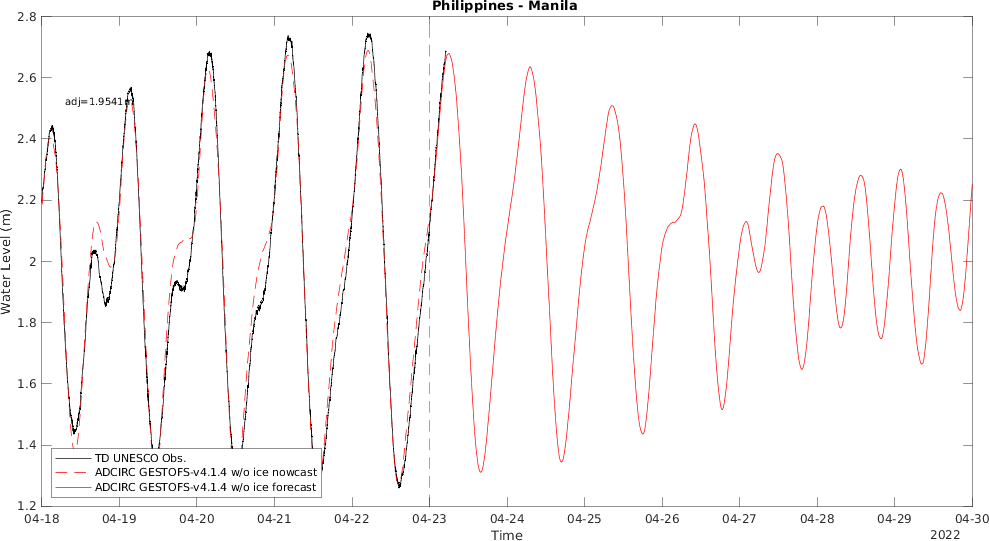 Philippines - Manila
2.8
2.6
2.4
2.2
2
1.8
1.6
1.4
1.2
Water Level (m)
adj=1.9541m
TD UNESCO Obs.
ADCIRC GESTOFS-v4.1.4 w/o ice nowcast
ADCIRC GESTOFS-v4.1.4 w/o ice forecast
04-18 04-19 04-20 04-21 04-22 04-23 04-24 04-25 04-26 04-27 04-28 04-29 04-30
Time
2022